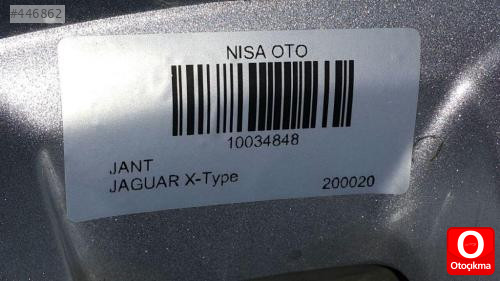 #446862
NISA OTO
10034848
JANT
JAGUAR X-Type
200020
Otoçıkma